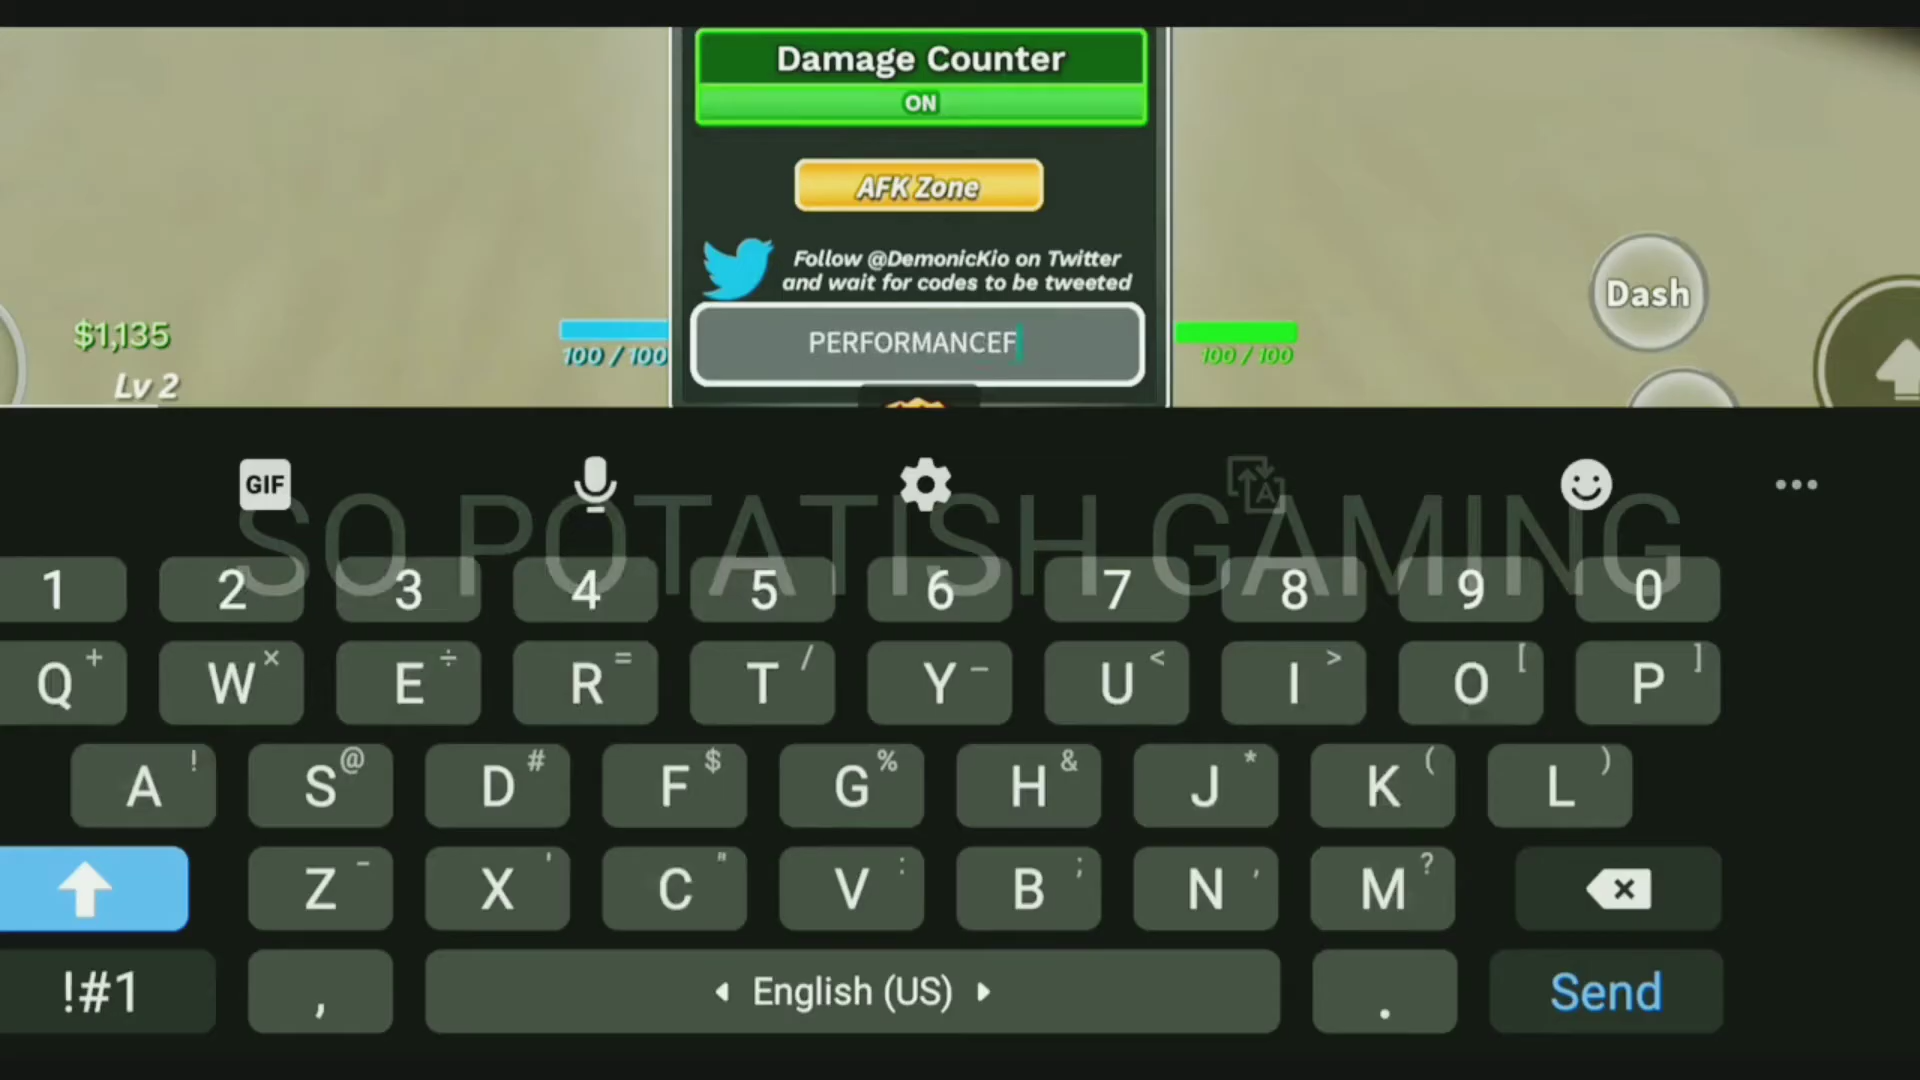 Damage Counter
ON
AFK Zone
Follow @DemonicKio on Twitter
and wait for codes to be tweeted
PERFORMANCEF
$1,135
Lv 2
100 / 100
100 / 100
Dash
GIF
SO POTATISH GAMING
1 2 3 4 5 6 7 8 9 0
Q + W × E ÷ R = T / Y _ U < I > O [ P ]
A ! S @ D # F $ G % H & J * K ( L )
Z - X ' C " V : B ; N , M ?
!#1 , English (US) . Send